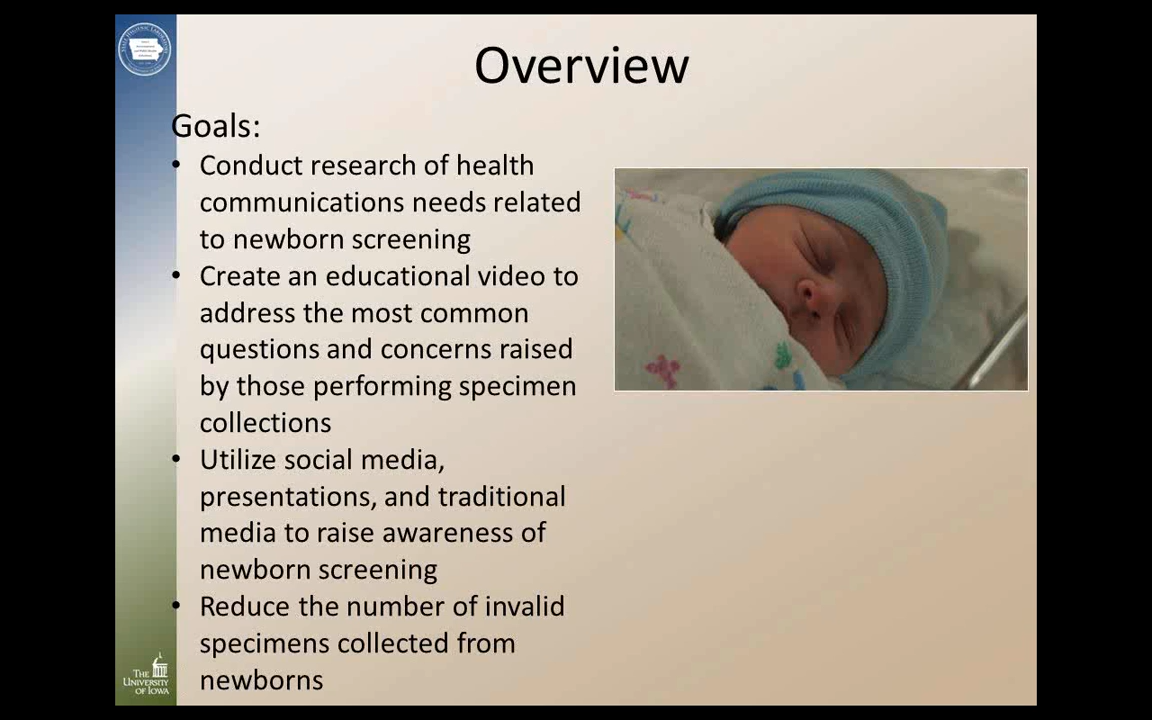 Overview
Goals:
• Conduct research of health
communications needs related
to newborn screening
• Create an educational video to
address the most common
questions and concerns raised
by those performing specimen
collections
• Utilize social media,
presentations, and traditional
media to raise awareness of
newborn screening
• Reduce the number of invalid
specimens collected from
newborns
THE
UNIVERSITY
OF IOWA